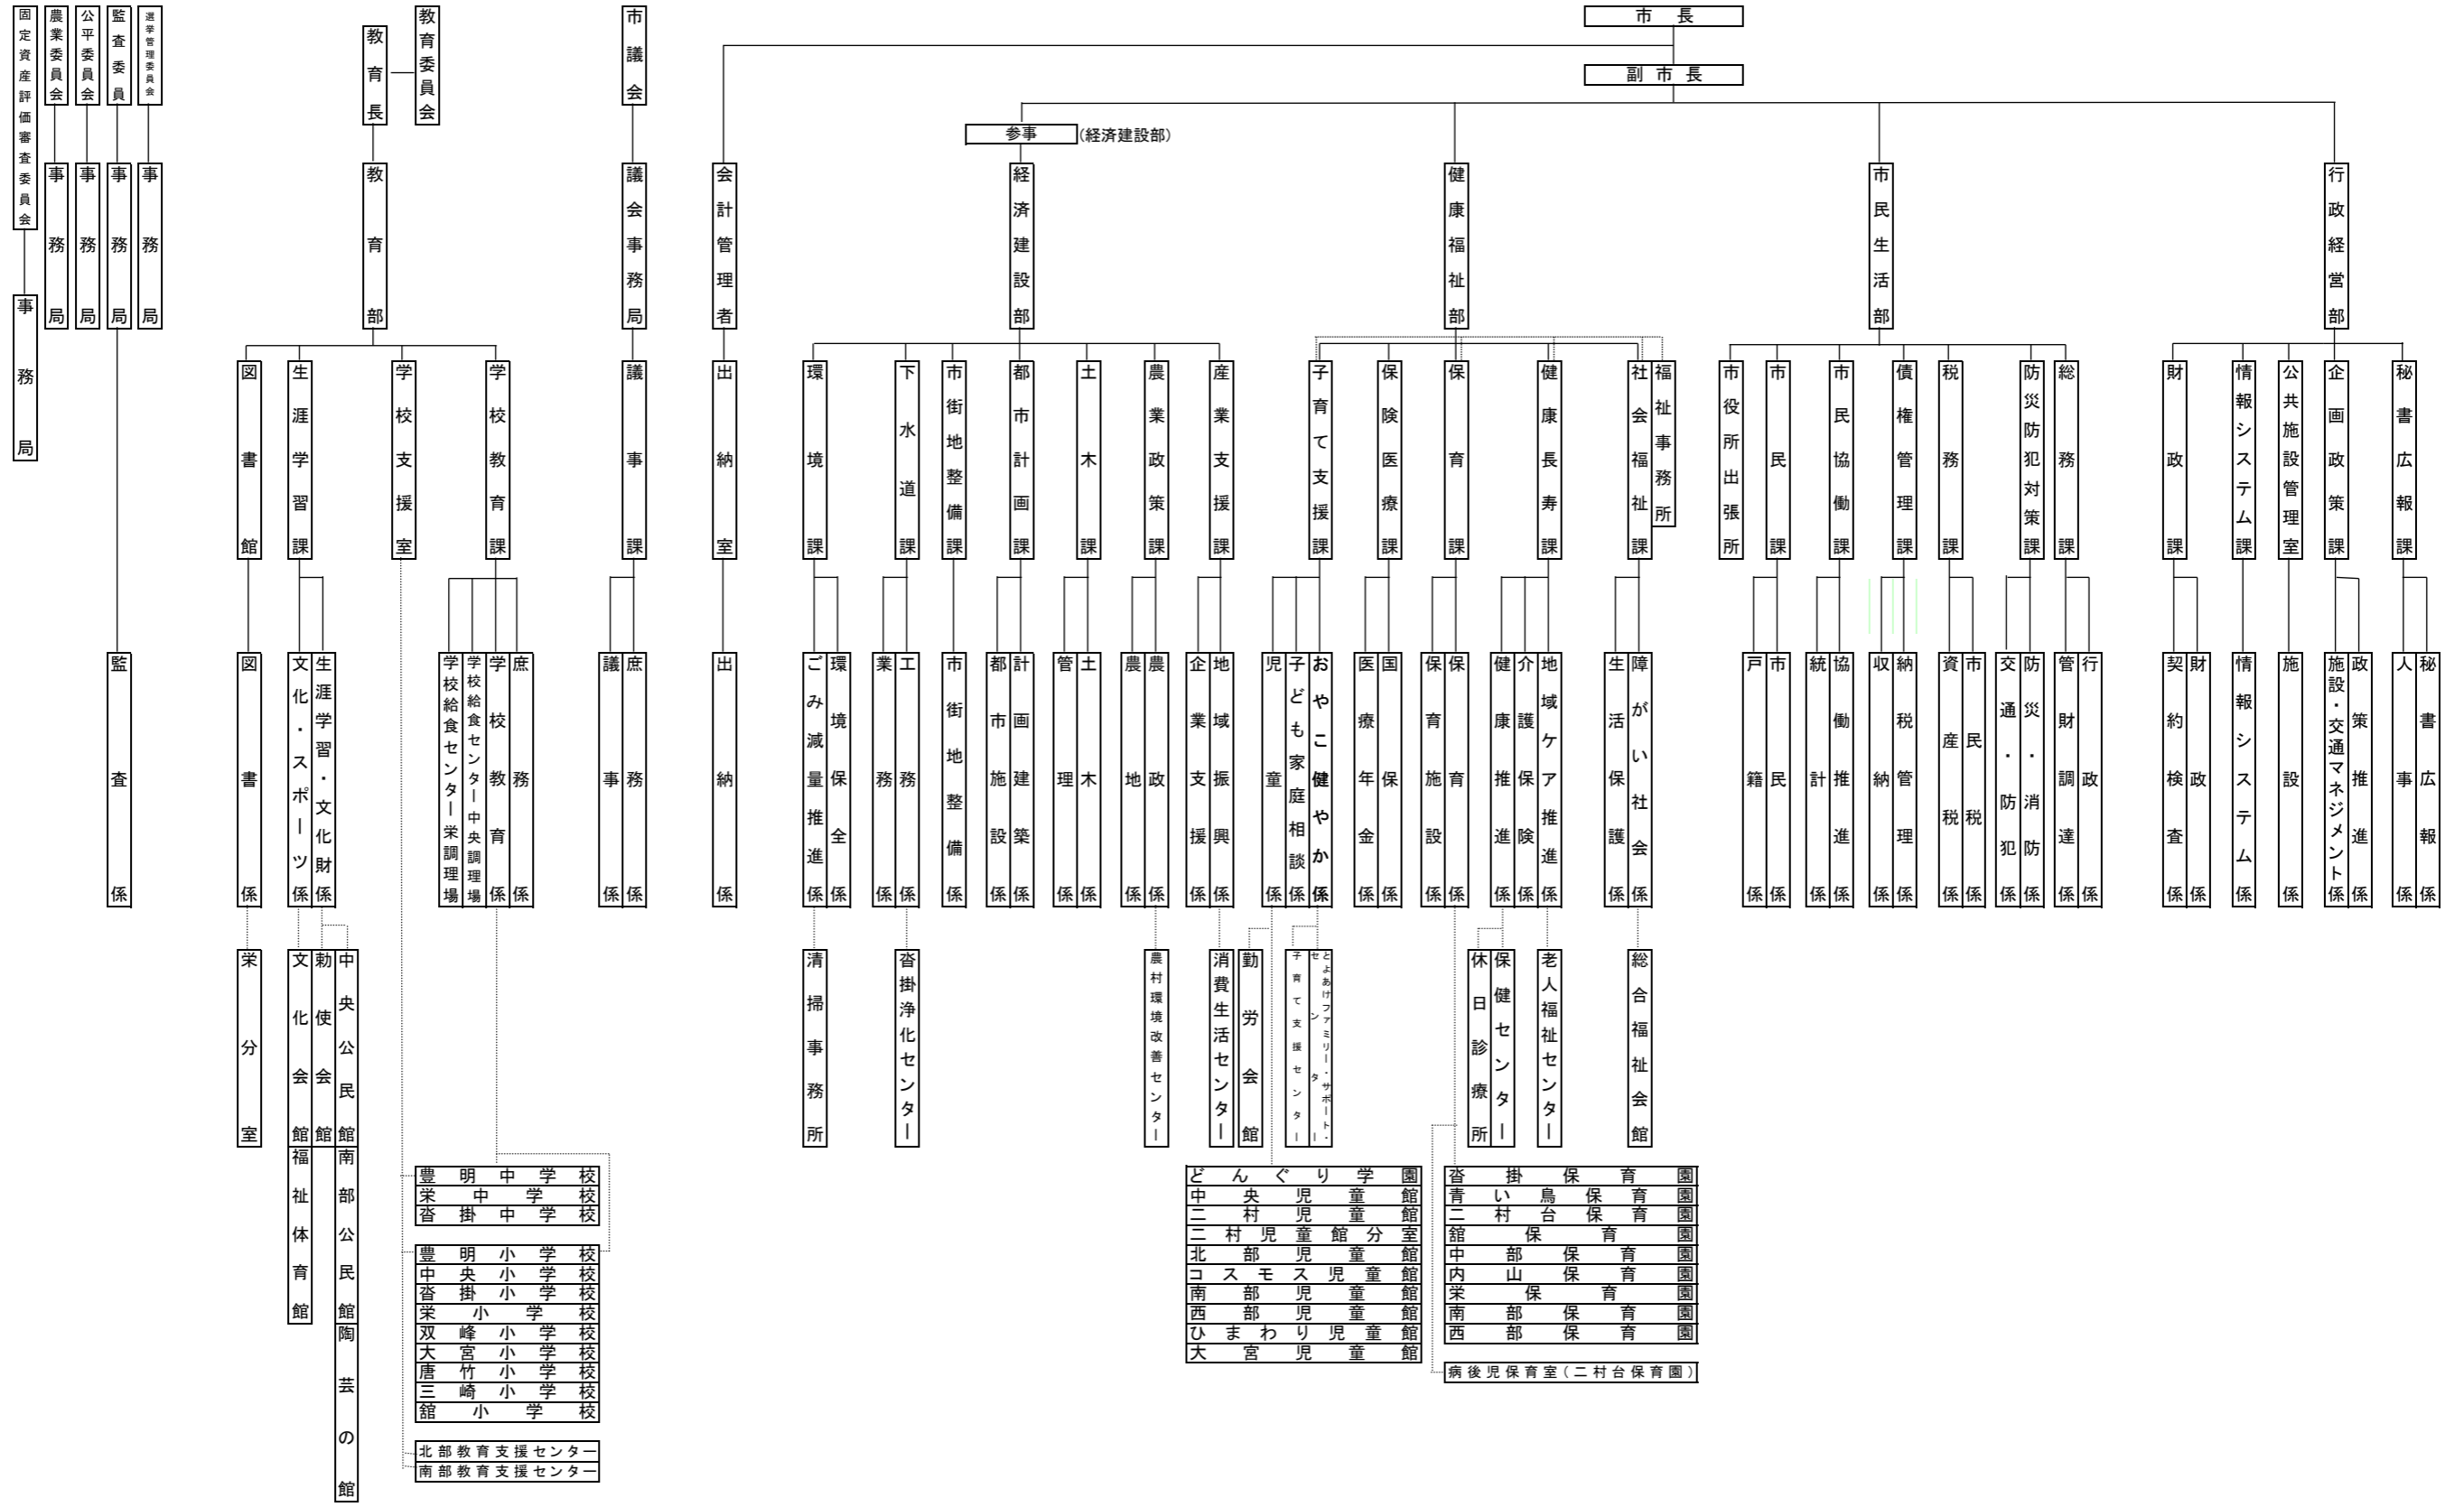 市長
副市長
参事
(経済建設部)
行政経営部
市民生活部
健康福祉部
経済建設部
会計管理者
市議会
議会事務局
教育委員会
教育長
教育部
選挙管理委員会
事務局
監査委員
事務局
公平委員会
事務局
農業委員会
事務局
固定資産評価審査委員会
事務局
秘書広報課
企画政策課
公共施設管理室
情報システム課
財政課
総務課
防災防犯対策課
税務課
債権管理課
市民協働課
市民課
市役所出張所
福祉事務所
社会福祉課
健康長寿課
保育課
保険医療課
子育て支援課
産業支援課
農業政策課
土木課
都市計画課
市街地整備課
下水道課
環境課
出納室
議事課
学校教育課
学校支援室
生涯学習課
図書館
秘書広報係
人事係
政策推進係
施設・交通マネジメント係
施設係
情報システム係
財政係
契約検査係
行政係
管財調達係
防災・消防係
交通・防犯係
市民税係
資産税係
納税管理係
収納係
協働推進係
統計係
市民係
戸籍係
障がい社会係
生活保護係
地域ケア推進係
介護保険係
健康推進係
保育係
保育施設係
国保係
医療年金係
おやこ健やか係
子ども家庭相談係
児童係
地域振興係
企業支援係
農政係
農地係
土木係
管理係
計画建築係
都市施設係
市街地整備係
工務係
業務係
環境保全係
ごみ減量推進係
出納係
庶務係
議事係
庶務係
学校教育係
学校給食センター中央調理場
学校給食センター栄調理場
生涯学習・文化財係
文化・スポーツ係
図書係
監査係
総合福祉会館
老人福祉センター
保健センター
休日診療所
とよあけファミリー・サポート・
センター
子育て支援センター
勤労会館
消費生活センター
農村環境改善センター
沓掛浄化センター
清掃事務所
中央公民館
勅使会館
文化会館
栄分室
南部公民館
福祉体育館
陶芸の館
沓掛保育園
青い鳥保育園
二村台保育園
舘保育園
中部保育園
内山保育園
栄保育園
南部保育園
西部保育園
病後児保育室(二村台保育園)
どんぐり学園
中央児童館
二村児童館
二村児童館分室
北部児童館
コスモス児童館
南部児童館
西部児童館
ひまわり児童館
大宮児童館
豊明中学校
栄中学校
沓掛中学校
豊明小学校
中央小学校
沓掛小学校
栄小学校
双峰小学校
大宮小学校
唐竹小学校
三崎小学校
舘小学校
北部教育支援センター
南部教育支援センター